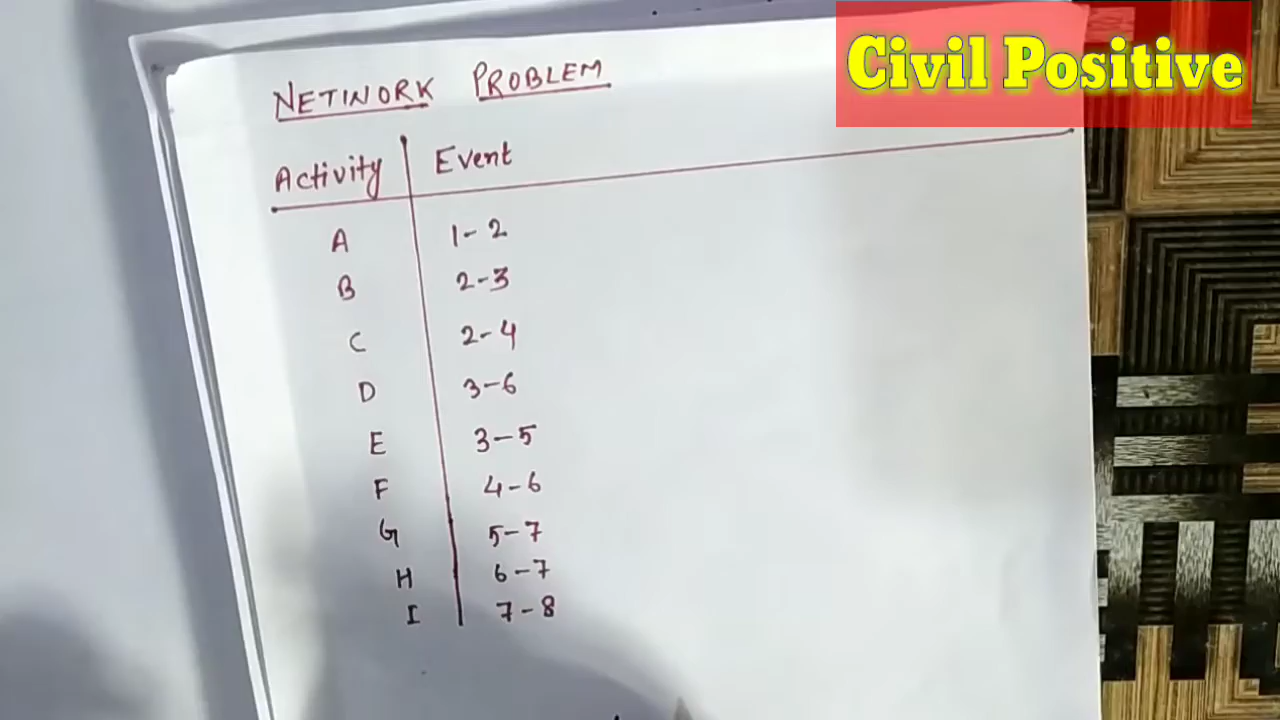 Civil Positive
NETWORK PROBLEM
Activity Event
A 1-2
B 2-3
C 2-4
D 3-6
E 3-5
F 4-6
G 5-7
H 6-7
I 7-8